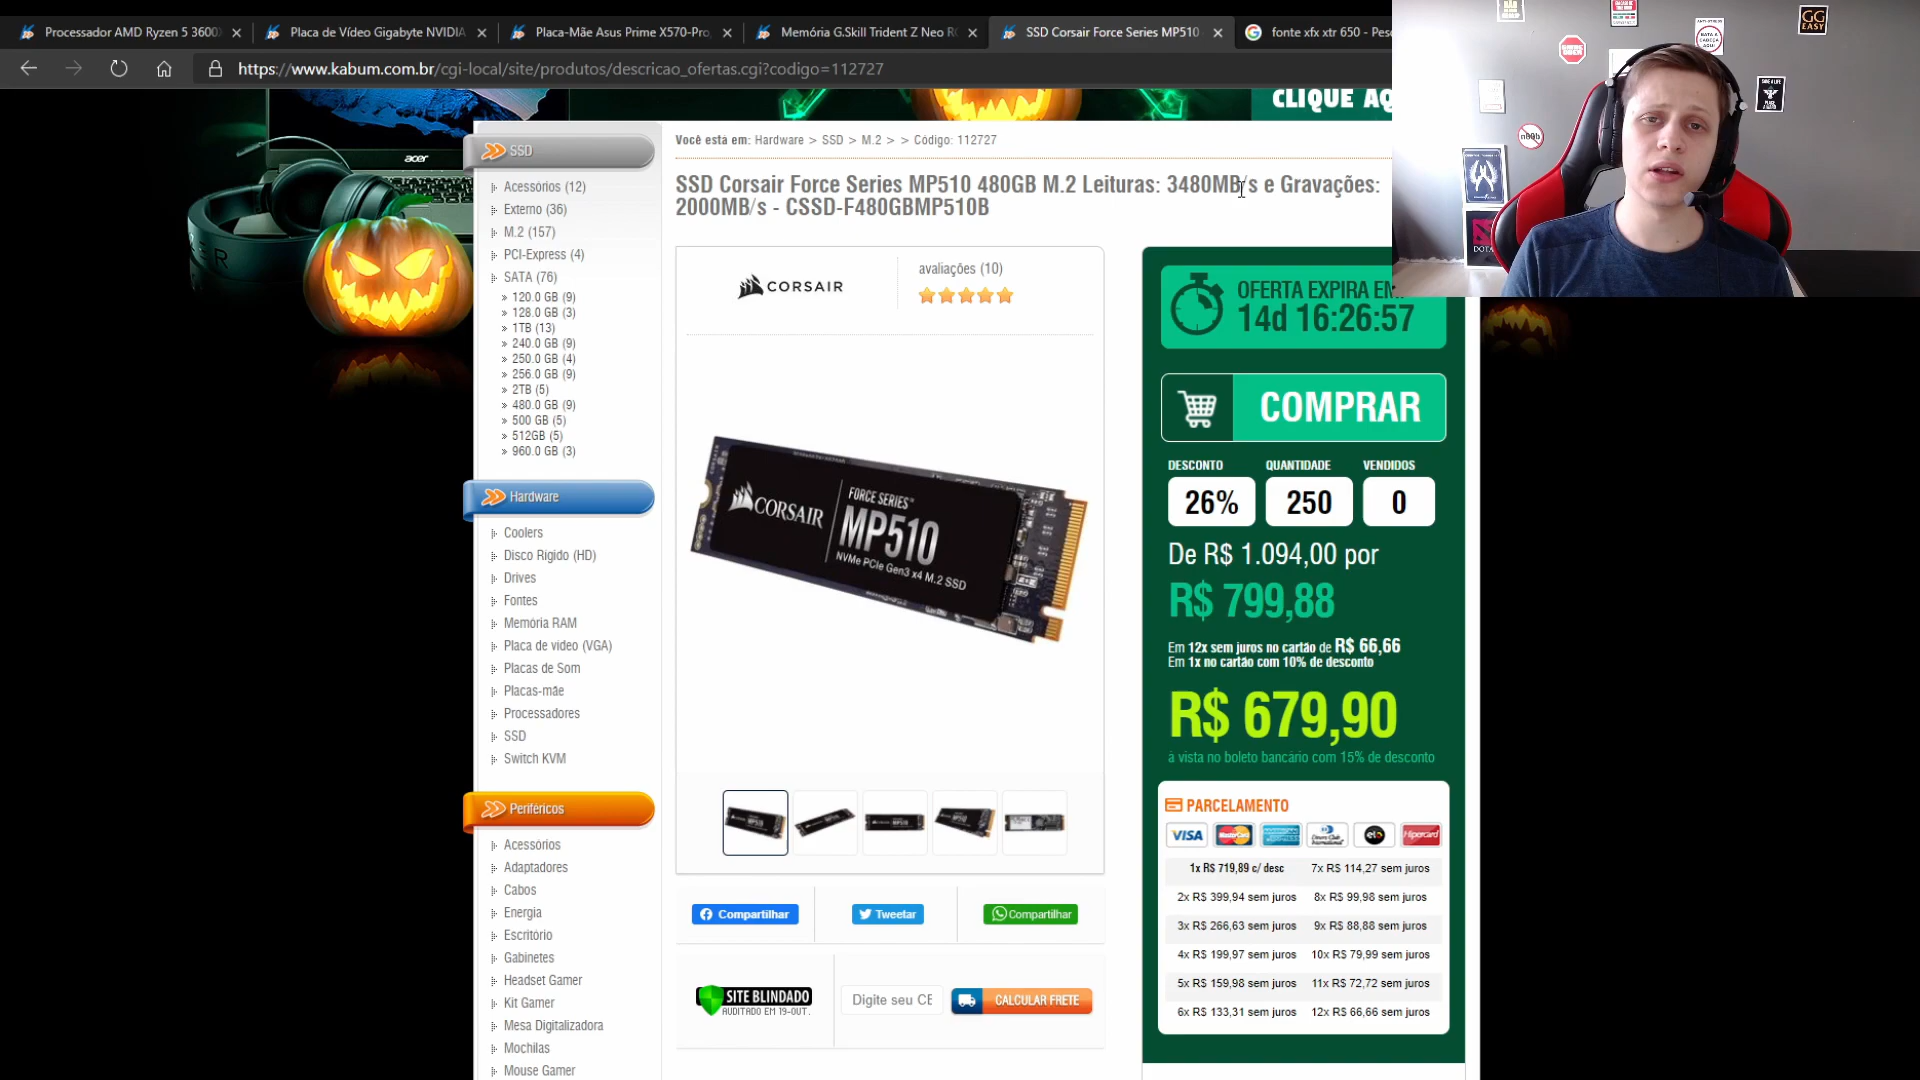 Processador AMD Ryzen 5 3600X
Placa de Vídeo Gigabyte NVIDIA
Placa-Mãe Asus Prime X570-Pro,
Memória G.Skill Trident Z Neo RG
SSD Corsair Force Series MP510
fonte xfx xtr 650 - Pes
https://www.kabum.com.br/cgi-local/site/produtos/descricao_ofertas.cgi?codigo=112727
CLIQUE AQ
acer
GG
EASY
DOTA
SSD
Acessórios (12)
Externo (36)
M.2 (157)
PCI-Express (4)
SATA (76)
120.0 GB (9)
128.0 GB (3)
1TB (13)
240.0 GB (9)
250.0 GB (4)
256.0 GB (9)
2TB (5)
480.0 GB (9)
500 GB (5)
512GB (5)
960.0 GB (3)
Hardware
Coolers
Disco Rígido (HD)
Drives
Fontes
Memória RAM
Placa de vídeo (VGA)
Placas de Som
Placas-mãe
Processadores
SSD
Switch KVM
Periféricos
Acessórios
Adaptadores
Cabos
Energia
Escritório
Gabinetes
Headset Gamer
Kit Gamer
Mesa Digitalizadora
Mochilas
Mouse Gamer
Você está em: Hardware > SSD > M.2 > > Código: 112727
SSD Corsair Force Series MP510 480GB M.2 Leituras: 3480MB/s e Gravações:
2000MB/s - CSSD-F480GBMP510B
CORSAIR
avaliações (10)
CORSAIR
FORCE SERIES™
MP510
NVMe PCIe Gen3 x4 M.2 SSD
Compartilhar
Tweetar
Compartilhar
SITE BLINDADO
AUDITADO EM 19-OUT.
Digite seu CE
CALCULAR FRETE
OFERTA EXPIRA EM
14d 16:26:57
COMPRAR
DESCONTO QUANTIDADE VENDIDOS
26% 250 0
De R$ 1.094,00 por
R$ 799,88
Em 12x sem juros no cartão de R$ 66,66
Em 1x no cartão com 10% de desconto
R$ 679,90
à vista no boleto bancário com 15% de desconto
PARCELAMENTO
VISA MasterCard Diners Club International elo Hipercard
1x R$ 719,89 c/ desc 7x R$ 114,27 sem juros
2x R$ 399,94 sem juros 8x R$ 99,98 sem juros
3x R$ 266,63 sem juros 9x R$ 88,88 sem juros
4x R$ 199,97 sem juros 10x R$ 79,99 sem juros
5x R$ 159,98 sem juros 11x R$ 72,72 sem juros
6x R$ 133,31 sem juros 12x R$ 66,66 sem juros